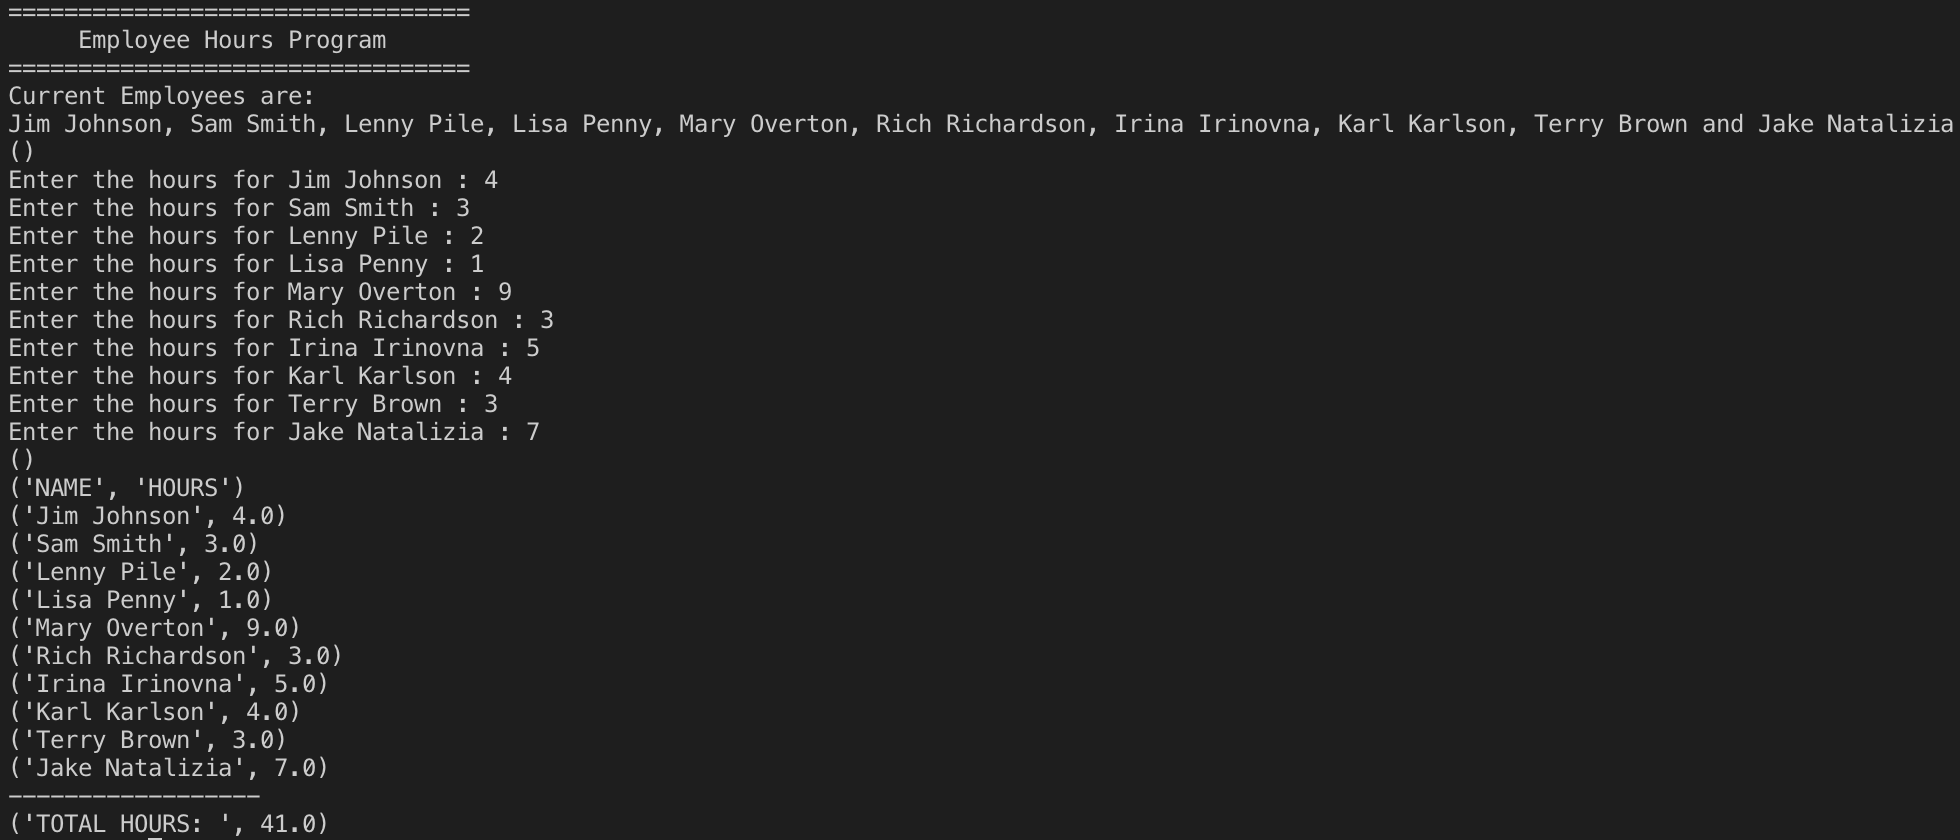 =================================
     Employee Hours Program
=================================
Current Employees are:
Jim Johnson, Sam Smith, Lenny Pile, Lisa Penny, Mary Overton, Rich Richardson, Irina Irinovna, Karl Karlson, Terry Brown and Jake Natalizia
()
Enter the hours for Jim Johnson : 4
Enter the hours for Sam Smith : 3
Enter the hours for Lenny Pile : 2
Enter the hours for Lisa Penny : 1
Enter the hours for Mary Overton : 9
Enter the hours for Rich Richardson : 3
Enter the hours for Irina Irinovna : 5
Enter the hours for Karl Karlson : 4
Enter the hours for Terry Brown : 3
Enter the hours for Jake Natalizia : 7
()
('NAME', 'HOURS')
('Jim Johnson', 4.0)
('Sam Smith', 3.0)
('Lenny Pile', 2.0)
('Lisa Penny', 1.0)
('Mary Overton', 9.0)
('Rich Richardson', 3.0)
('Irina Irinovna', 5.0)
('Karl Karlson', 4.0)
('Terry Brown', 3.0)
('Jake Natalizia', 7.0)
------------------
('TOTAL HOURS: ', 41.0)